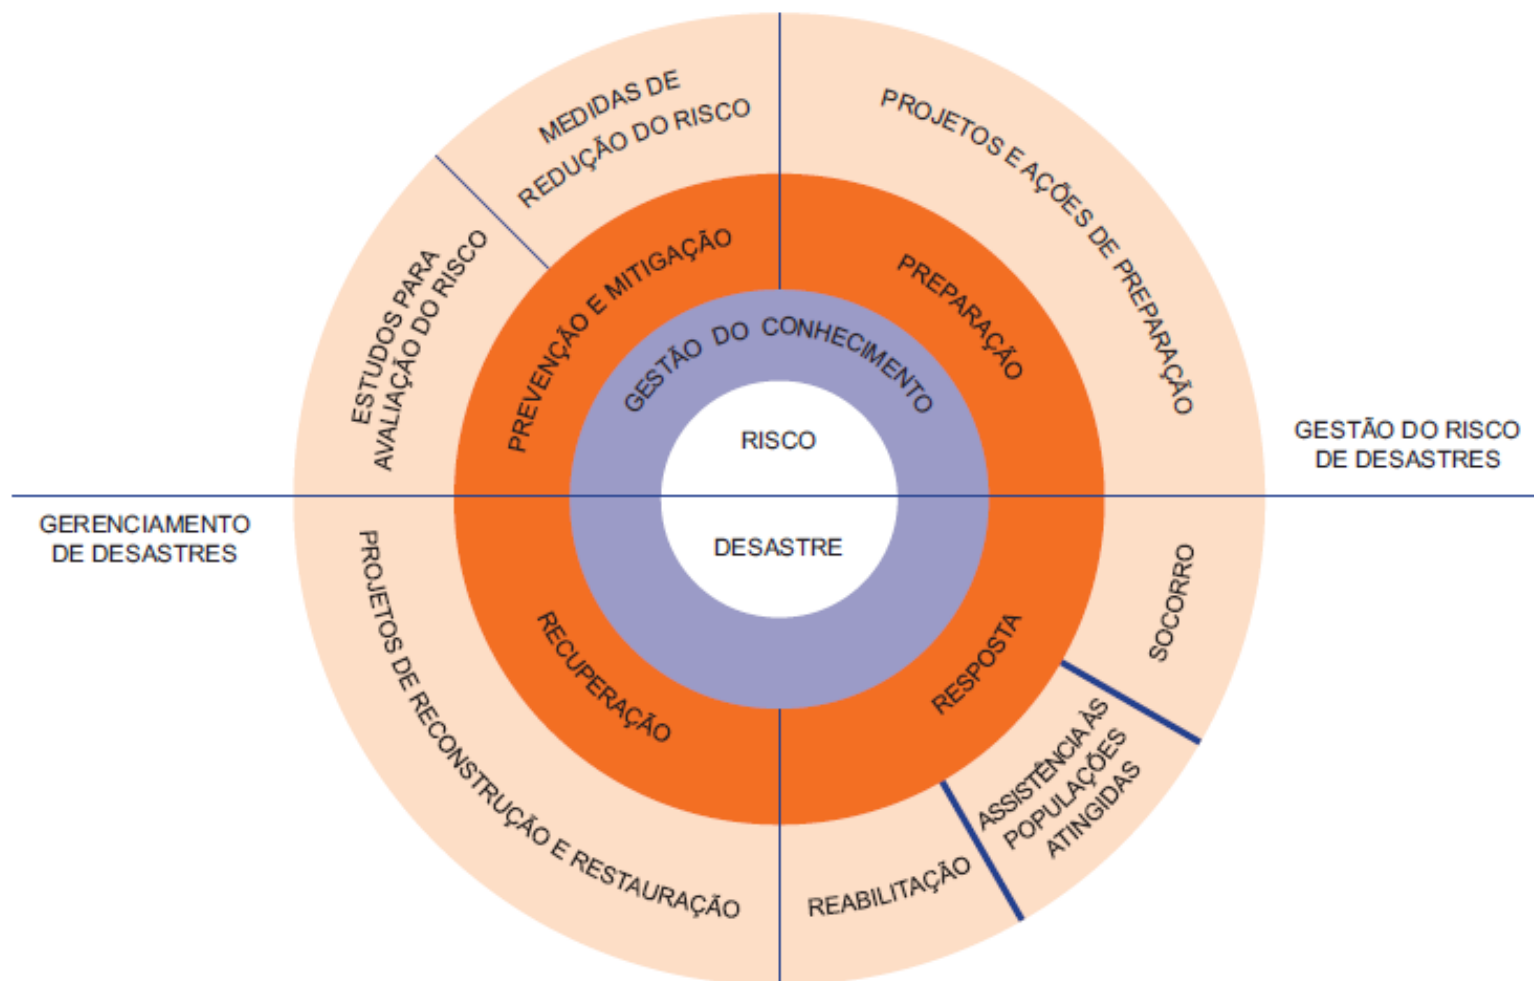 MEDIDAS DE
REDUÇÃO DO RISCO
PROJETOS E AÇÕES DE PREPARAÇÃO
ESTUDOS PARA
AVALIAÇÃO DO RISCO
PREVENÇÃO E MITIGAÇÃO
PREPARAÇÃO
GESTÃO DO CONHECIMENTO
RISCO
GESTÃO DO RISCO
DE DESASTRES
GERENCIAMENTO
DE DESASTRES
DESASTRE
PROJETOS DE RECONSTRUÇÃO E RESTAURAÇÃO
RECUPERAÇÃO
RESPOSTA
SOCORRO
ASSISTÊNCIA ÀS
POPULAÇÕES
ATINGIDAS
REABILITAÇÃO